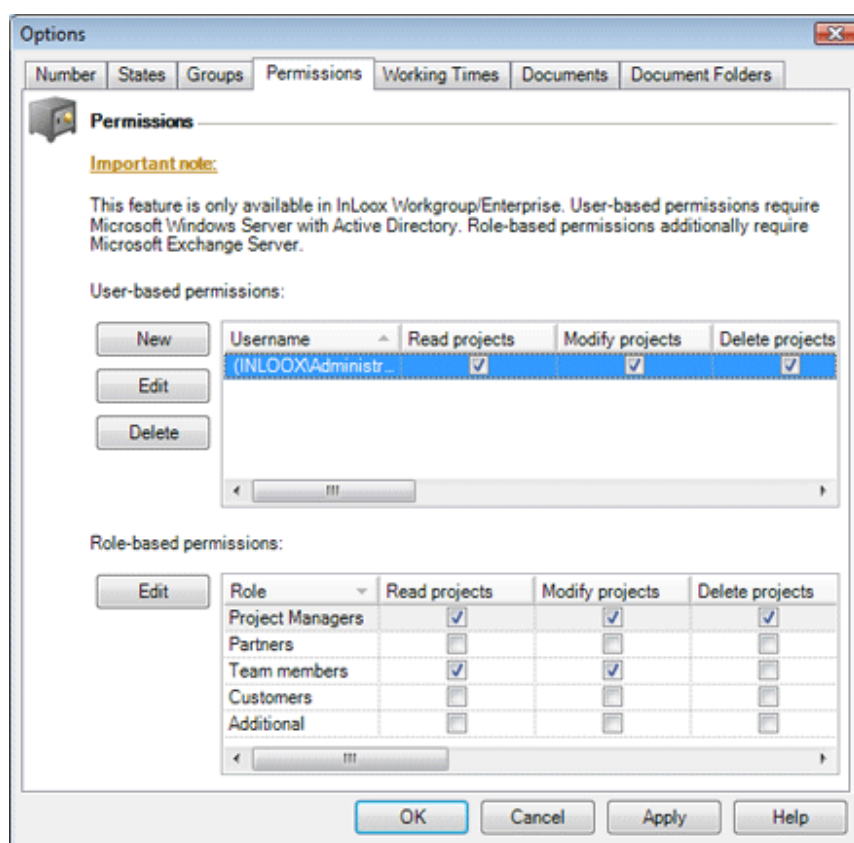 Options
Number States Groups Permissions Working Times Documents Document Folders
Permissions
Important note:
This feature is only available in InLoox Workgroup/Enterprise. User-based permissions require
Microsoft Windows Server with Active Directory. Role-based permissions additionally require
Microsoft Exchange Server.
User-based permissions:
New
Edit
Delete
Username Read projects Modify projects Delete projects
(INLOOX\Administr...
Role-based permissions:
Edit
Role Read projects Modify projects Delete projects
Project Managers
Partners
Team members
Customers
Additional
OK Cancel Apply Help